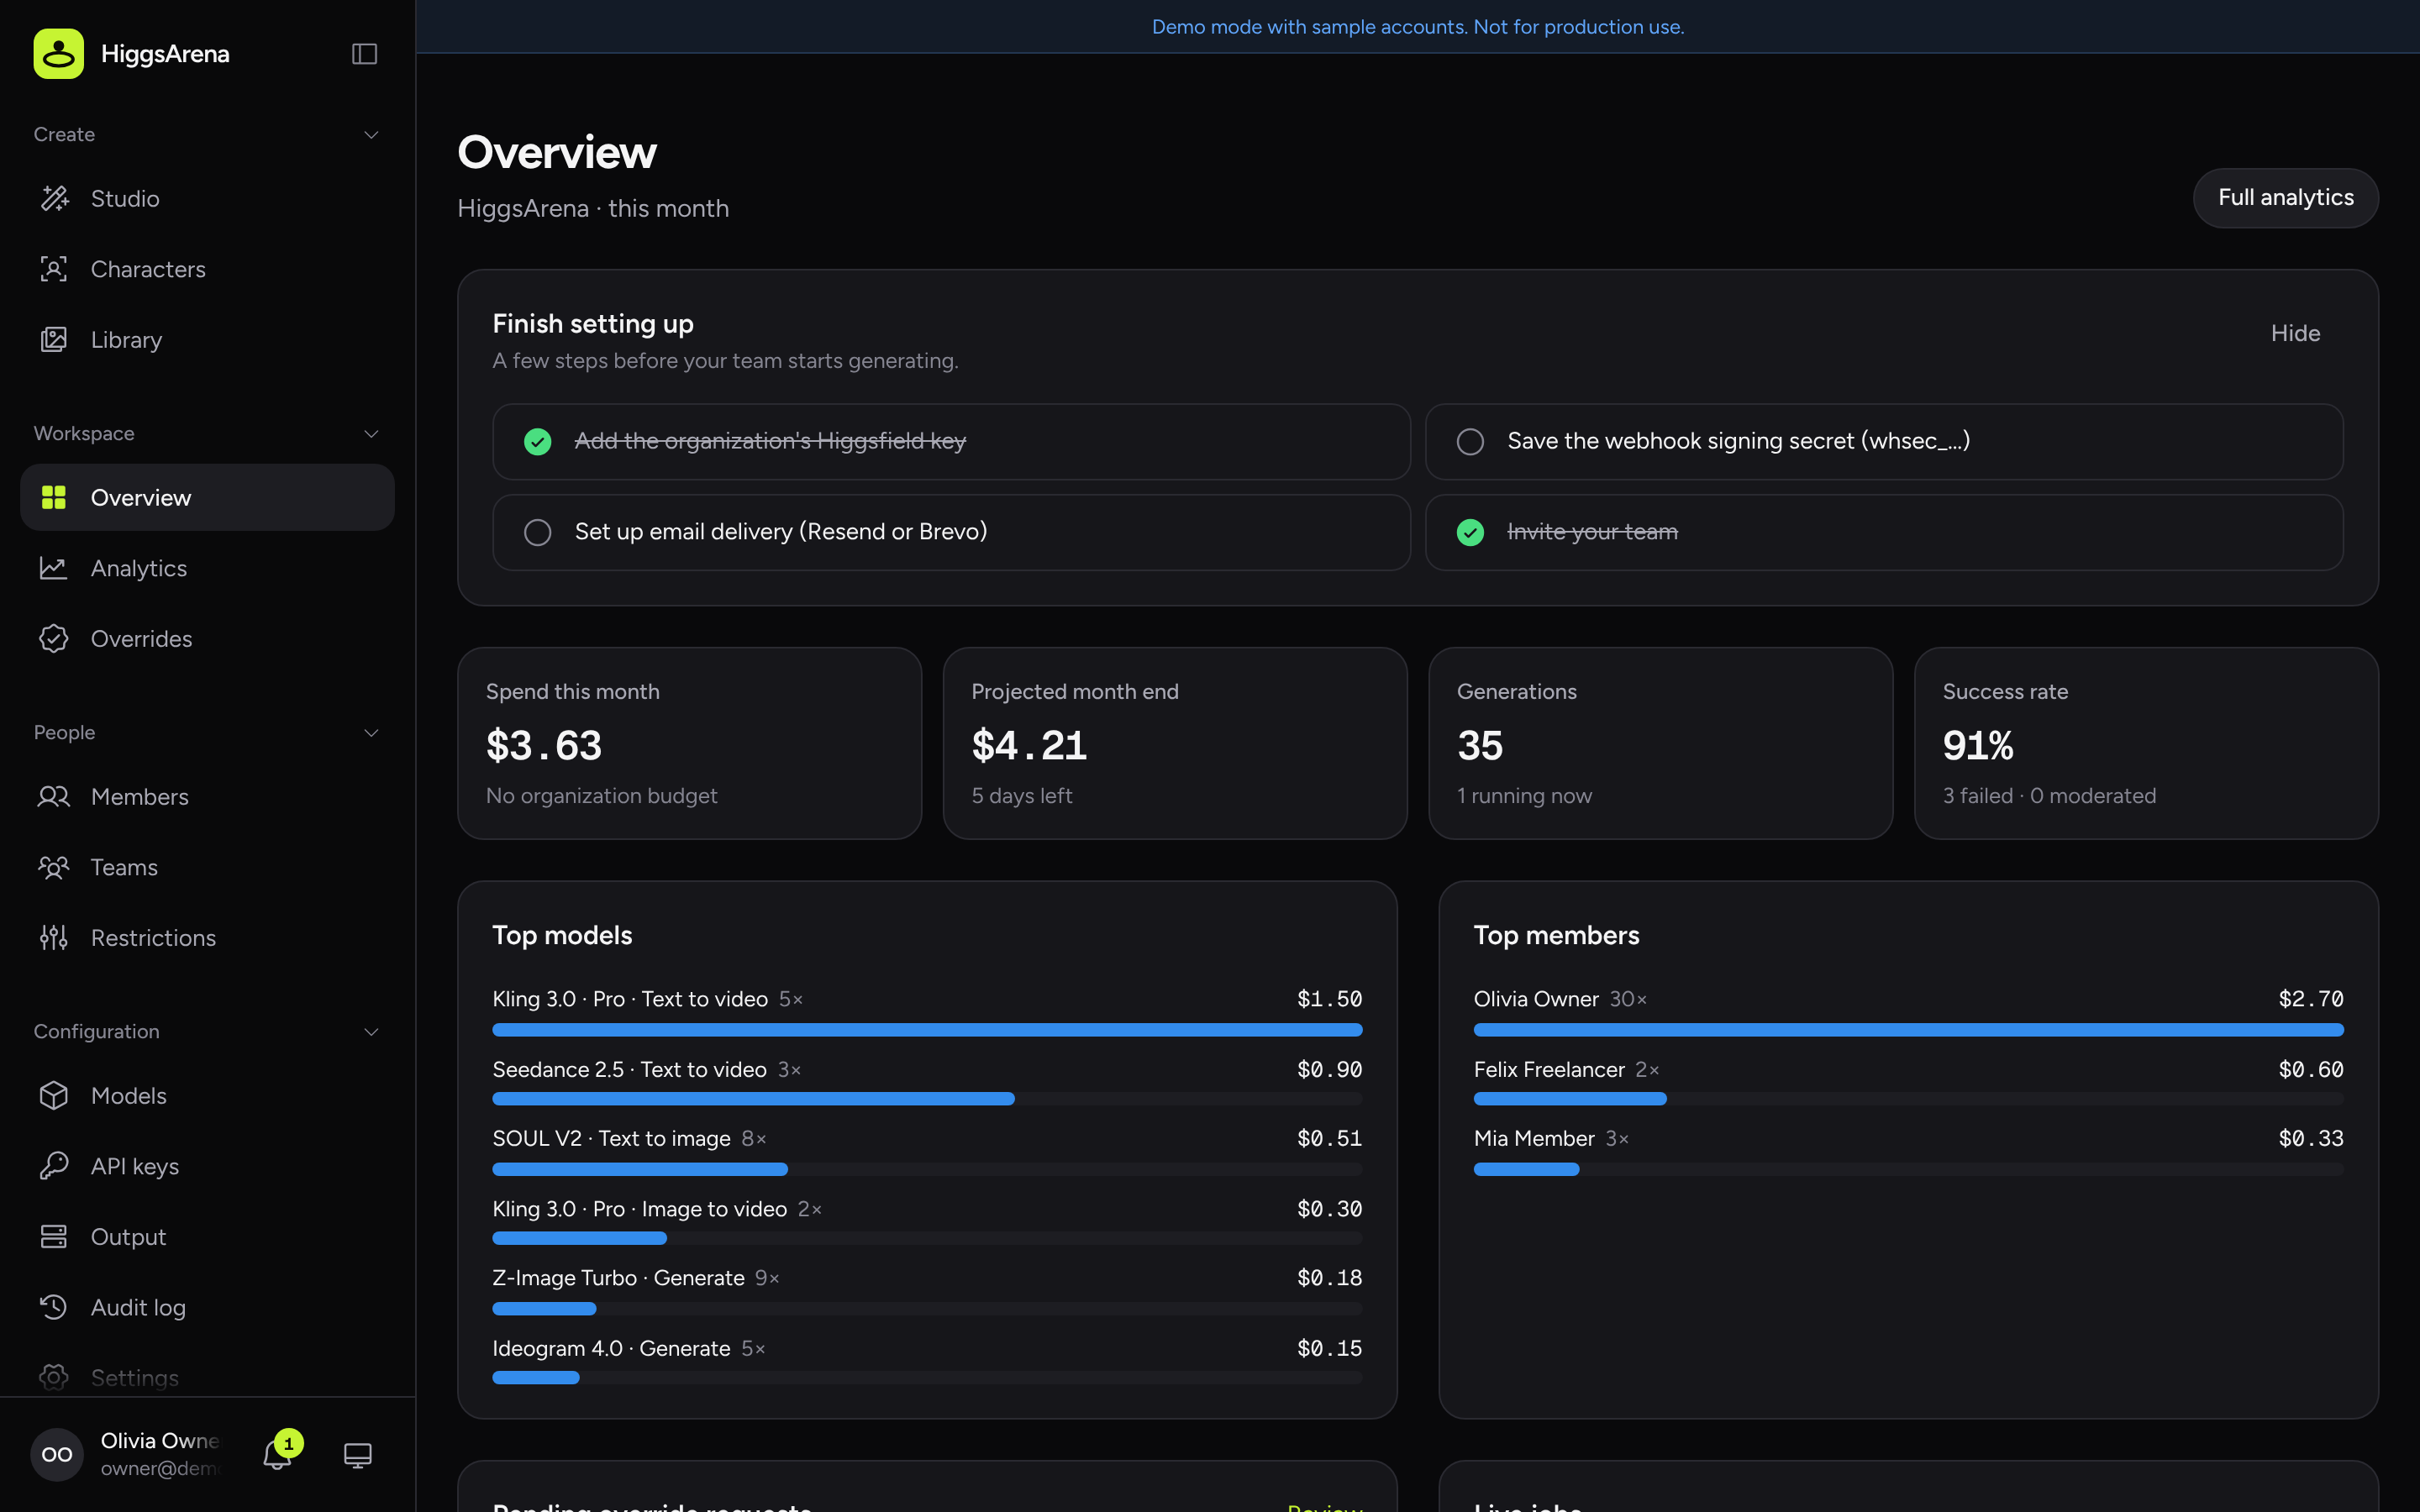 Demo mode with sample accounts. Not for production use.
HiggsArena
Create
Studio
Characters
Library
Workspace
Overview
Analytics
Overrides
People
Members
Teams
Restrictions
Configuration
Models
API keys
Output
Audit log
Settings
OO
Olivia Owne
owner@dem
1
Overview
HiggsArena · this month
Full analytics
Finish setting up
A few steps before your team starts generating.
Hide
Add the organization's Higgsfield key
Save the webhook signing secret (whsec_...)
Set up email delivery (Resend or Brevo)
Invite your team
Spend this month
$3.63
No organization budget
Projected month end
$4.21
5 days left
Generations
35
1 running now
Success rate
91%
3 failed · 0 moderated
Top models
Kling 3.0 · Pro · Text to video 5× $1.50
Seedance 2.5 · Text to video 3× $0.90
SOUL V2 · Text to image 8× $0.51
Kling 3.0 · Pro · Image to video 2× $0.30
Z-Image Turbo · Generate 9× $0.18
Ideogram 4.0 · Generate 5× $0.15
Top members
Olivia Owner 30× $2.70
Felix Freelancer 2× $0.60
Mia Member 3× $0.33
Pending override requests
Review
Live jobs